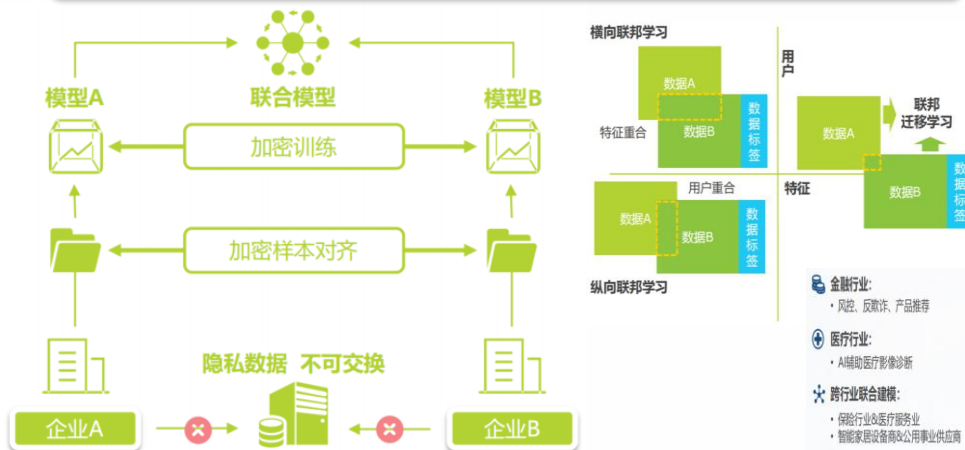 模型A
联合模型
模型B
加密训练
加密样本对齐
隐私数据 不可交换
企业A
企业B
横向联邦学习
数据A
特征重合
数据B
数据标签
用户
数据A
联邦
迁移学习
数据B
数据标签
特征
用户重合
数据A
数据B
数据标签
纵向联邦学习
金融行业：
• 风控、反欺诈、产品推荐
医疗行业：
• AI辅助医疗影像诊断
跨行业联合建模：
• 保险行业&医疗服务业
• 智能家居设备商&公用事业供应商